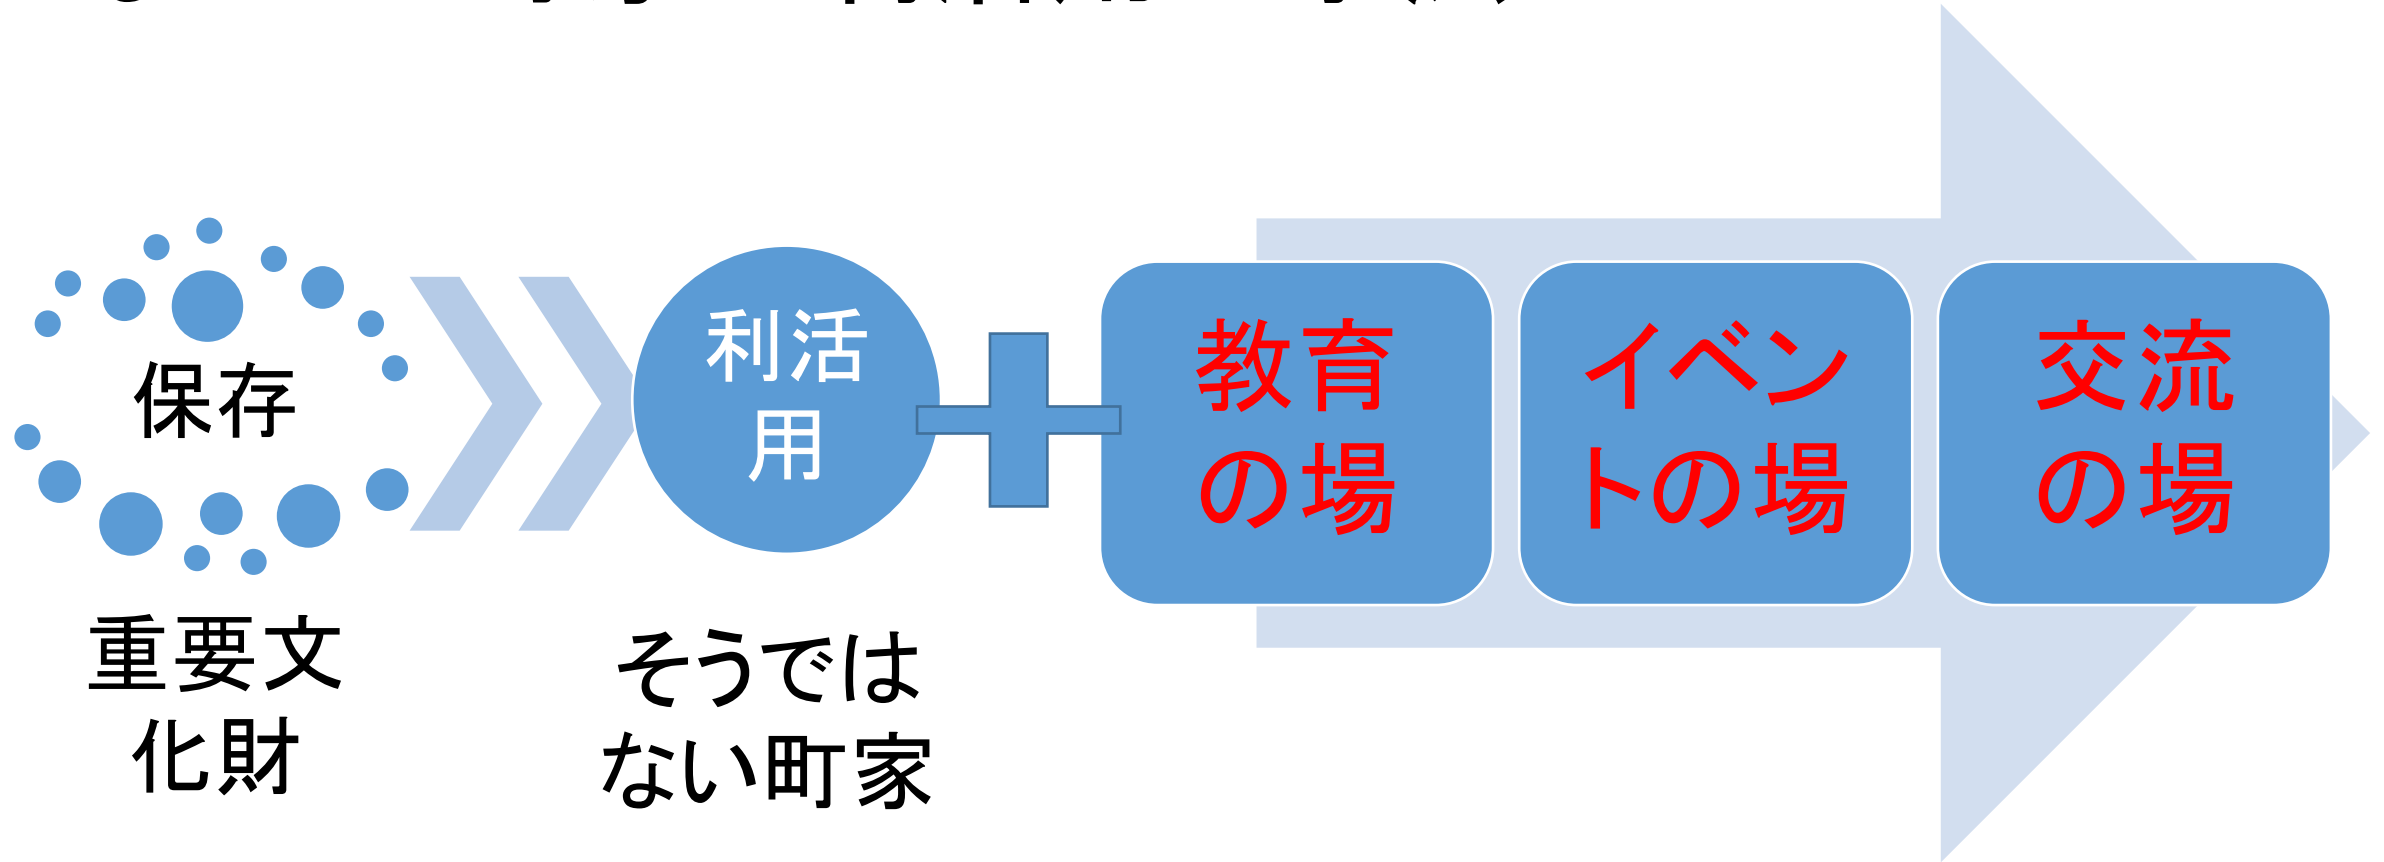 保存
重要文
化財
利活
用
そうでは
ない町家
教育
の場
イベン
トの場
交流
の場